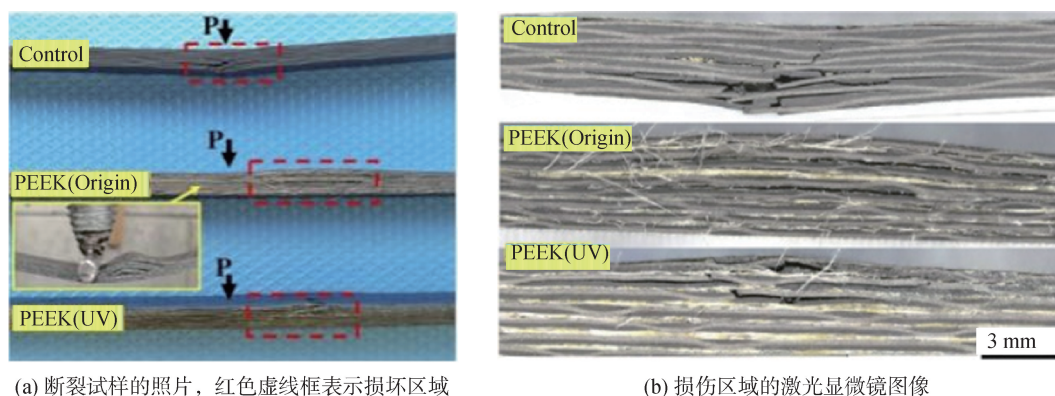 P
Control
P
PEEK(Origin)
P
PEEK(UV)
(a) 断裂试样的照片，红色虚线框表示损坏区域
Control
PEEK(Origin)
PEEK(UV)
3 mm
(b) 损伤区域的激光显微镜图像